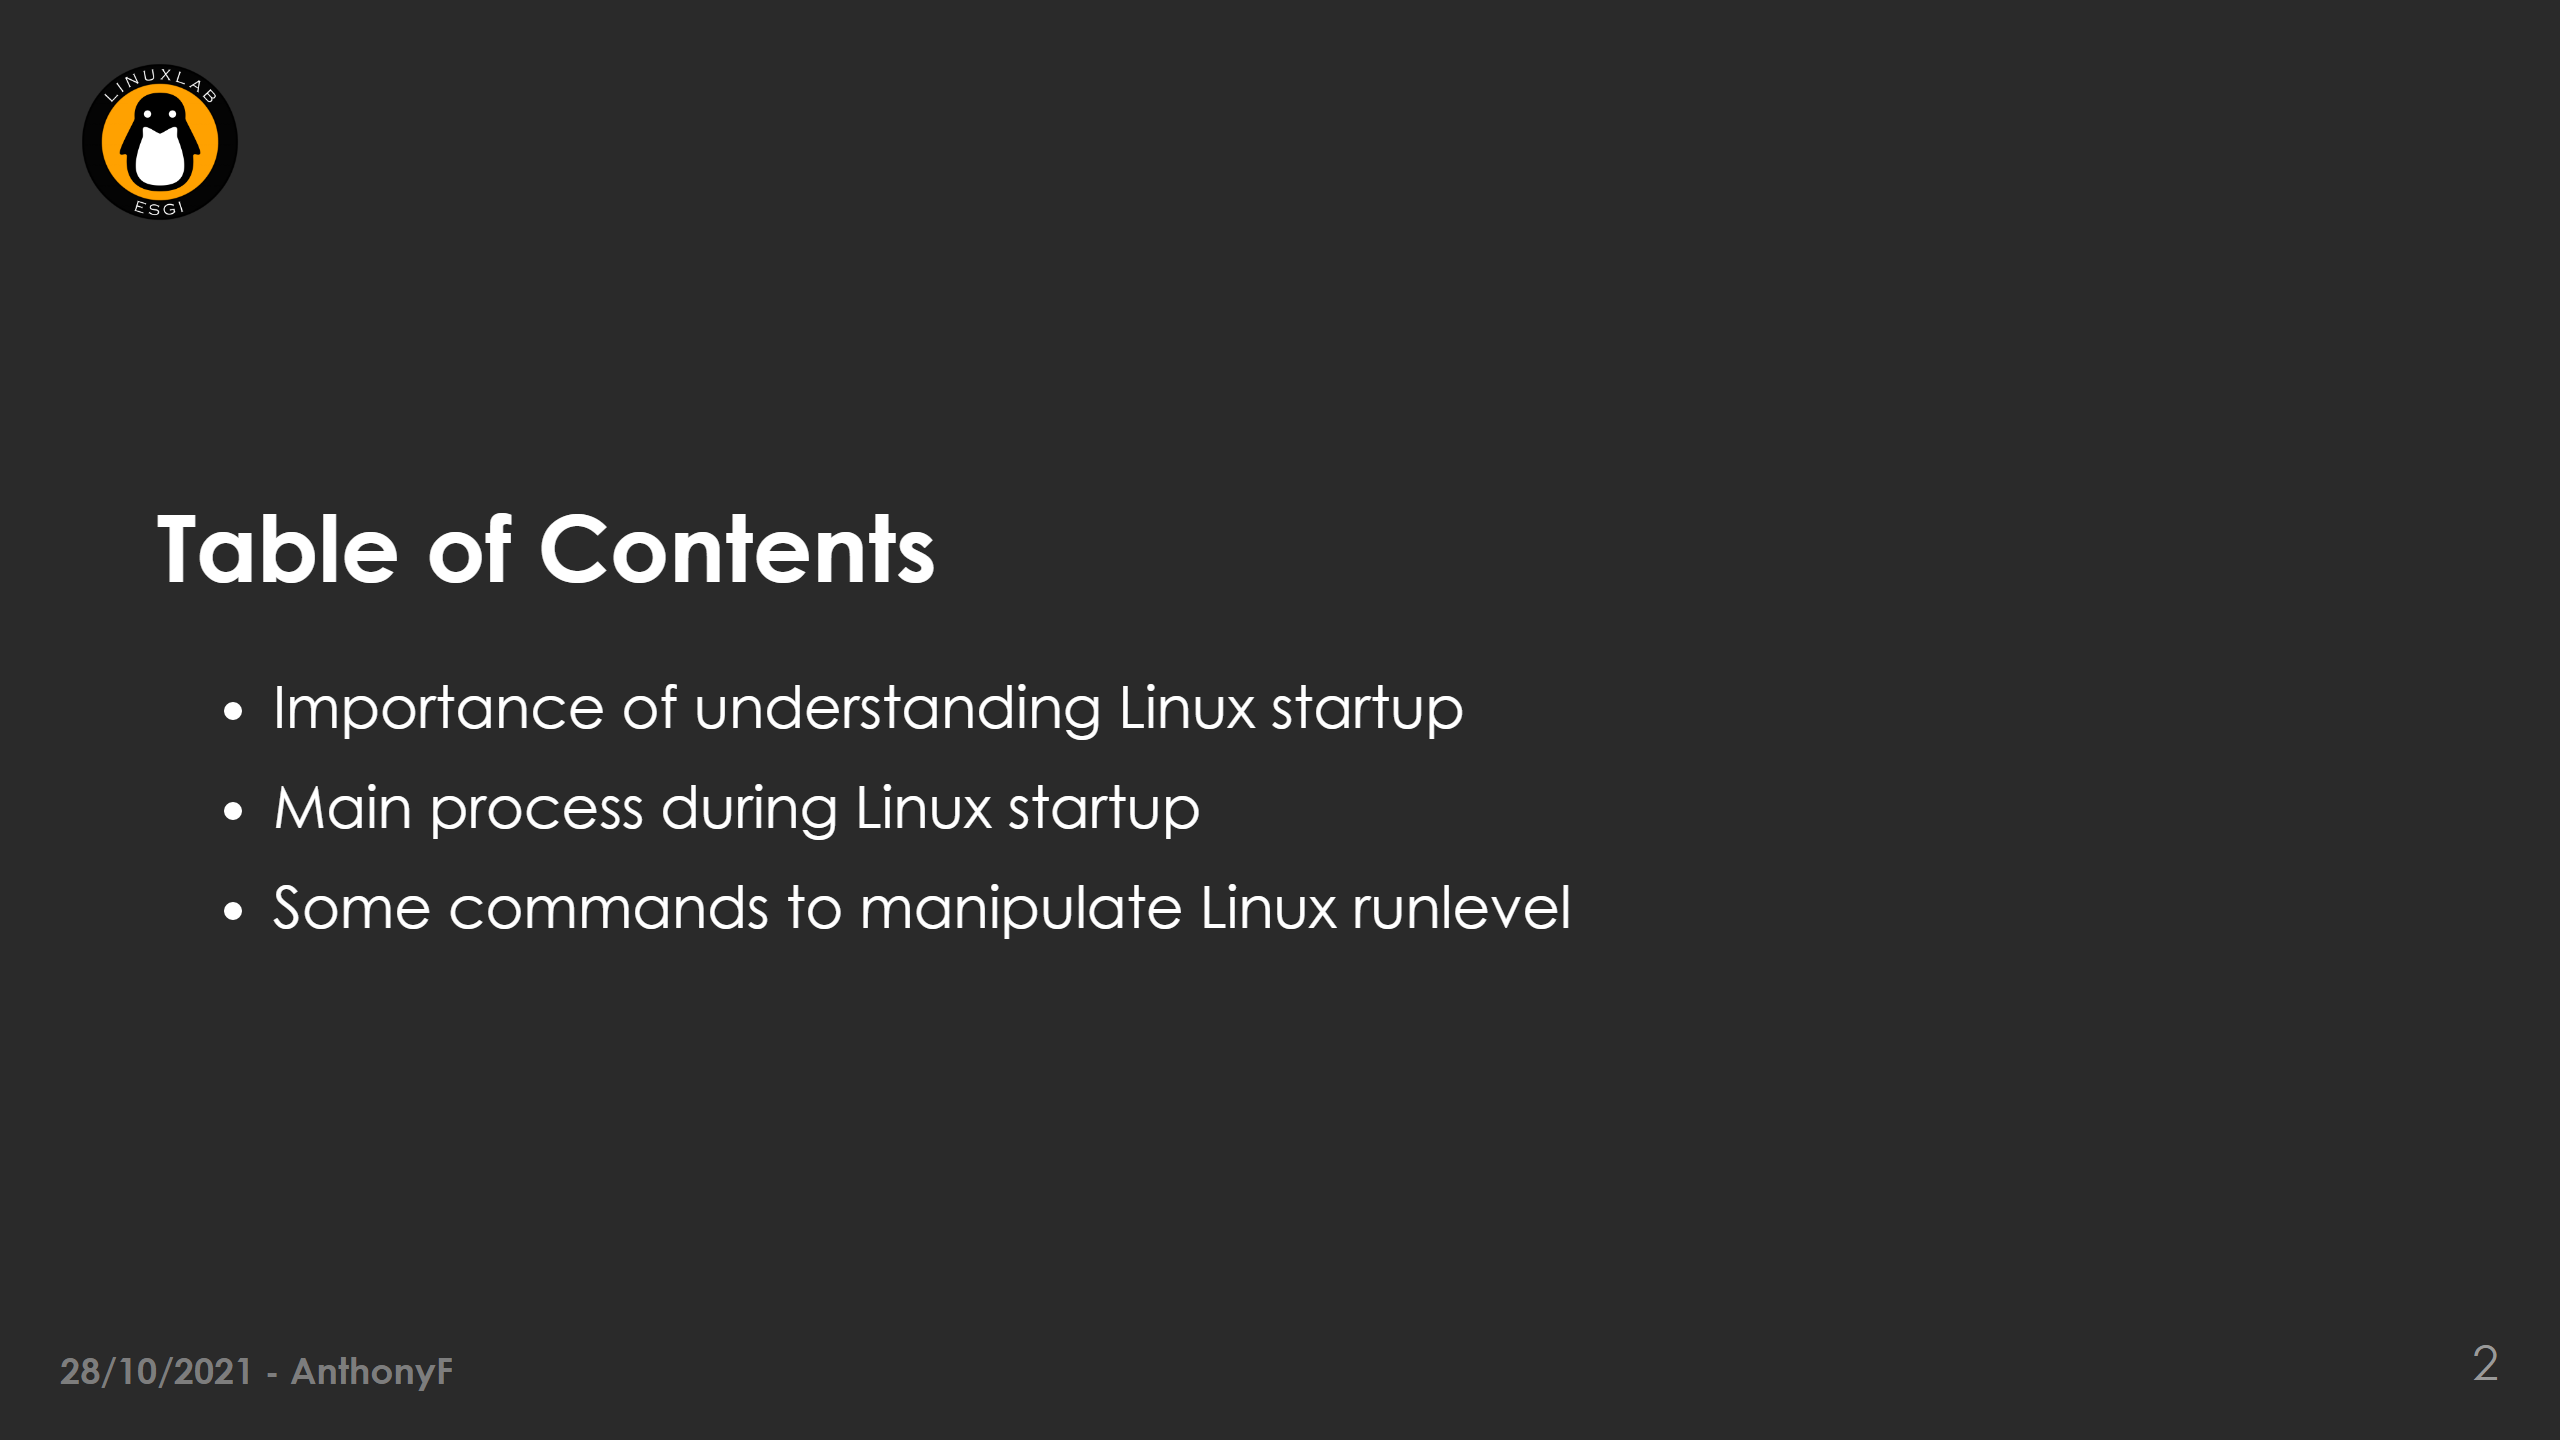 LINUXLAB
ESGI
Table of Contents
• Importance of understanding Linux startup
• Main process during Linux startup
• Some commands to manipulate Linux runlevel
28/10/2021 - AnthonyF
2